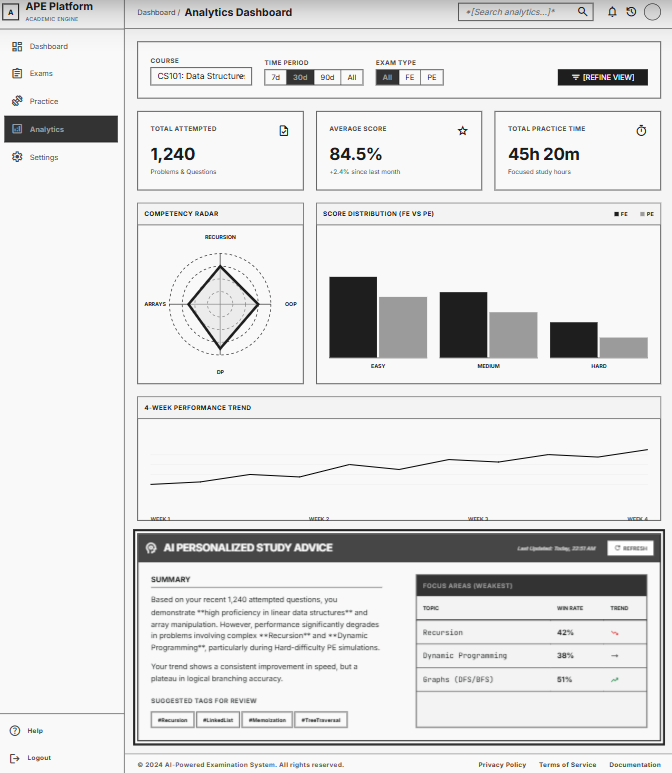 A
APE Platform
ACADEMIC ENGINE
Dashboard
Exams
Practice
Analytics
Settings
Help
Logout
Dashboard / Analytics Dashboard
*[Search analytics...]*
COURSE
CS101: Data Structure
TIME PERIOD
7d 30d 90d All
EXAM TYPE
All FE PE
[REFINE VIEW]
TOTAL ATTEMPTED
1,240
Problems & Questions
AVERAGE SCORE
84.5%
+2.4% since last month
TOTAL PRACTICE TIME
45h 20m
Focused study hours
COMPETENCY RADAR
RECURSION
ARRAYS
OOP
DP
SCORE DISTRIBUTION (FE VS PE)
FE PE
EASY MEDIUM HARD
4-WEEK PERFORMANCE TREND
WEEK 1 WEEK 2 WEEK 3 WEEK 4
AI PERSONALIZED STUDY ADVICE
Last Updated: Today, 22:51 AM
REFRESH
SUMMARY
Based on your recent 1,240 attempted questions, you
demonstrate **high proficiency in linear data structures** and
array manipulation. However, performance significantly degrades
in problems involving complex **Recursion** and **Dynamic
Programming**, particularly during Hard-difficulty PE simulations.
Your trend shows a consistent improvement in speed, but a
plateau in logical branching accuracy.
SUGGESTED TAGS FOR REVIEW
#Recursion #LinkedList #Memoization #TreeTraversal
FOCUS AREAS (WEAKEST)
TOPIC WIN RATE TREND
Recursion 42%
Dynamic Programming 38%
Graphs (DFS/BFS) 51%
© 2024 AI-Powered Examination System. All rights reserved.
Privacy Policy Terms of Service Documentation